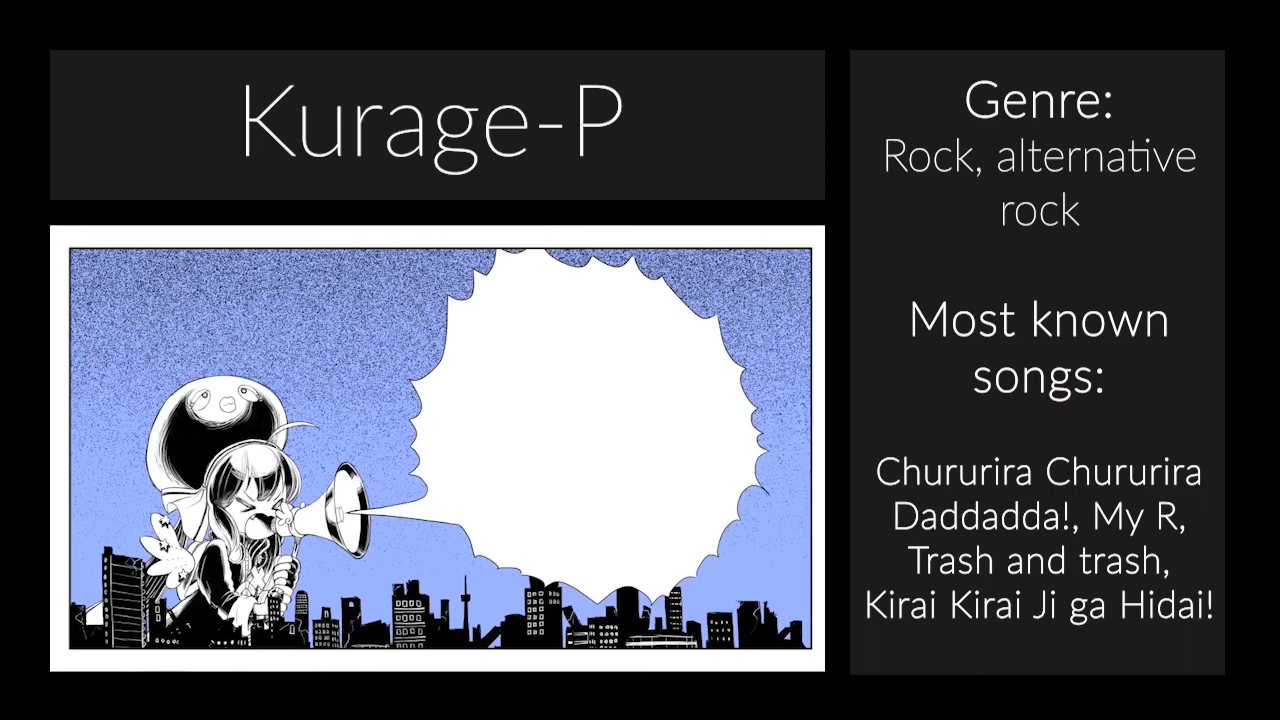 Kurage-P
Genre:
Rock, alternative
rock
Most known
songs:
Chururira Chururira
Daddadda!, My R,
Trash and trash,
Kirai Kirai Ji ga Hidai!